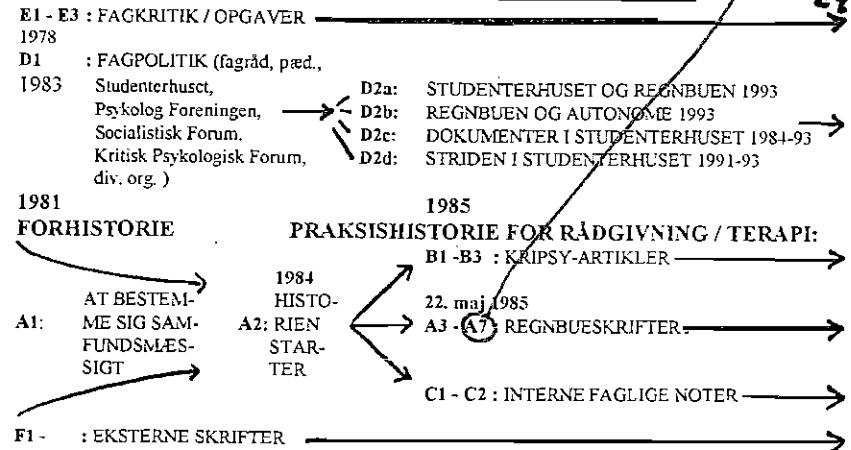 E1 - E3 : FAGKRITIK / OPGAVER
1978
D1 : FAGPOLITIK (fagråd, pæd.,
1983 Studenterhuset,
Psykolog Foreningen,
Socialistisk Forum.
Kritisk Psykologisk Forum,
div. org. )
D2a: STUDENTERHUSET OG REGNBUEN 1993
D2b: REGNBUEN OG AUTONOME 1993
D2c: DOKUMENTER I STUDENTERHUSET 1984-93
D2d: STRIDEN I STUDENTERHUSET 1991-93
1981
FORHISTORIE
1985
PRAKSISHISTORIE FOR RÅDGIVNING / TERAPI:
B1 -B3 : KRIPSY-ARTIKLER
A1: AT BESTEM-
ME SIG SAM-
FUNDSMÆS-
SIGT
1984
HISTO-
A2: RIEN
STAR-
TER
22. maj 1985
A3 - A7 : REGNBUESKRIFTER
C1 - C2 : INTERNE FAGLIGE NOTER
F1 - : EKSTERNE SKRIFTER